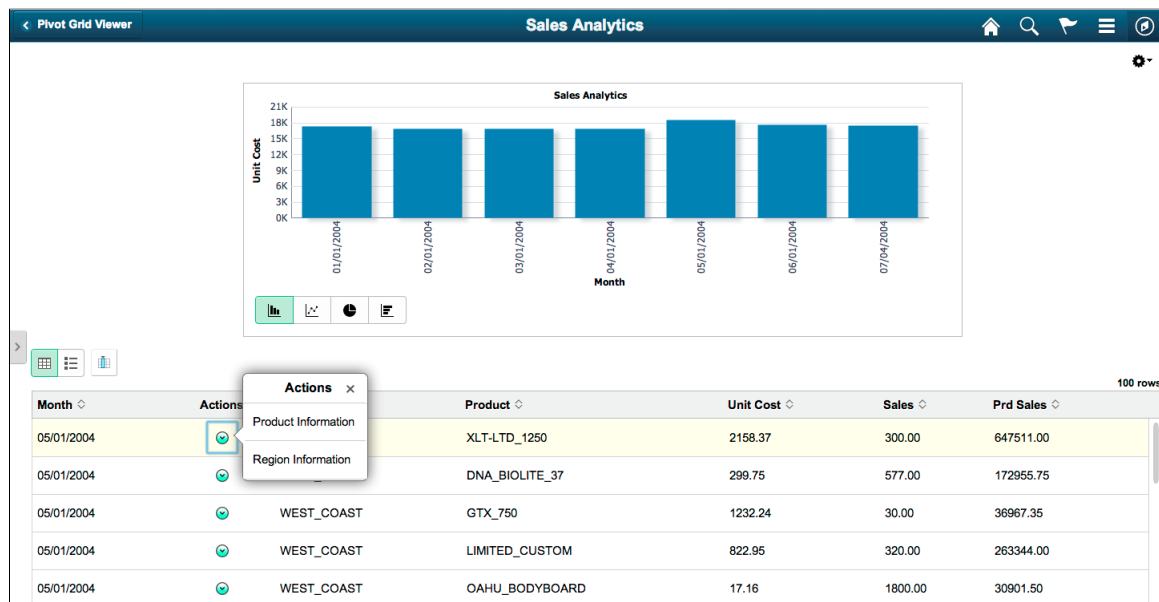 Pivot Grid Viewer
Sales Analytics
Sales Analytics
21K
18K
15K
12K
9K
6K
3K
0K
Unit Cost
01/01/2004
02/01/2004
03/01/2004
04/01/2004
05/01/2004
06/01/2004
07/04/2004
Month
100 rows
Month Actions Product Unit Cost Sales Prd Sales
Actions ×
Product Information
Region Information
05/01/2004 XLT-LTD_1250 2158.37 300.00 647511.00
05/01/2004 DNA_BIOLITE_37 299.75 577.00 172955.75
05/01/2004 WEST_COAST GTX_750 1232.24 30.00 36967.35
05/01/2004 WEST_COAST LIMITED_CUSTOM 822.95 320.00 263344.00
05/01/2004 WEST_COAST OAHU_BODYBOARD 17.16 1800.00 30901.50